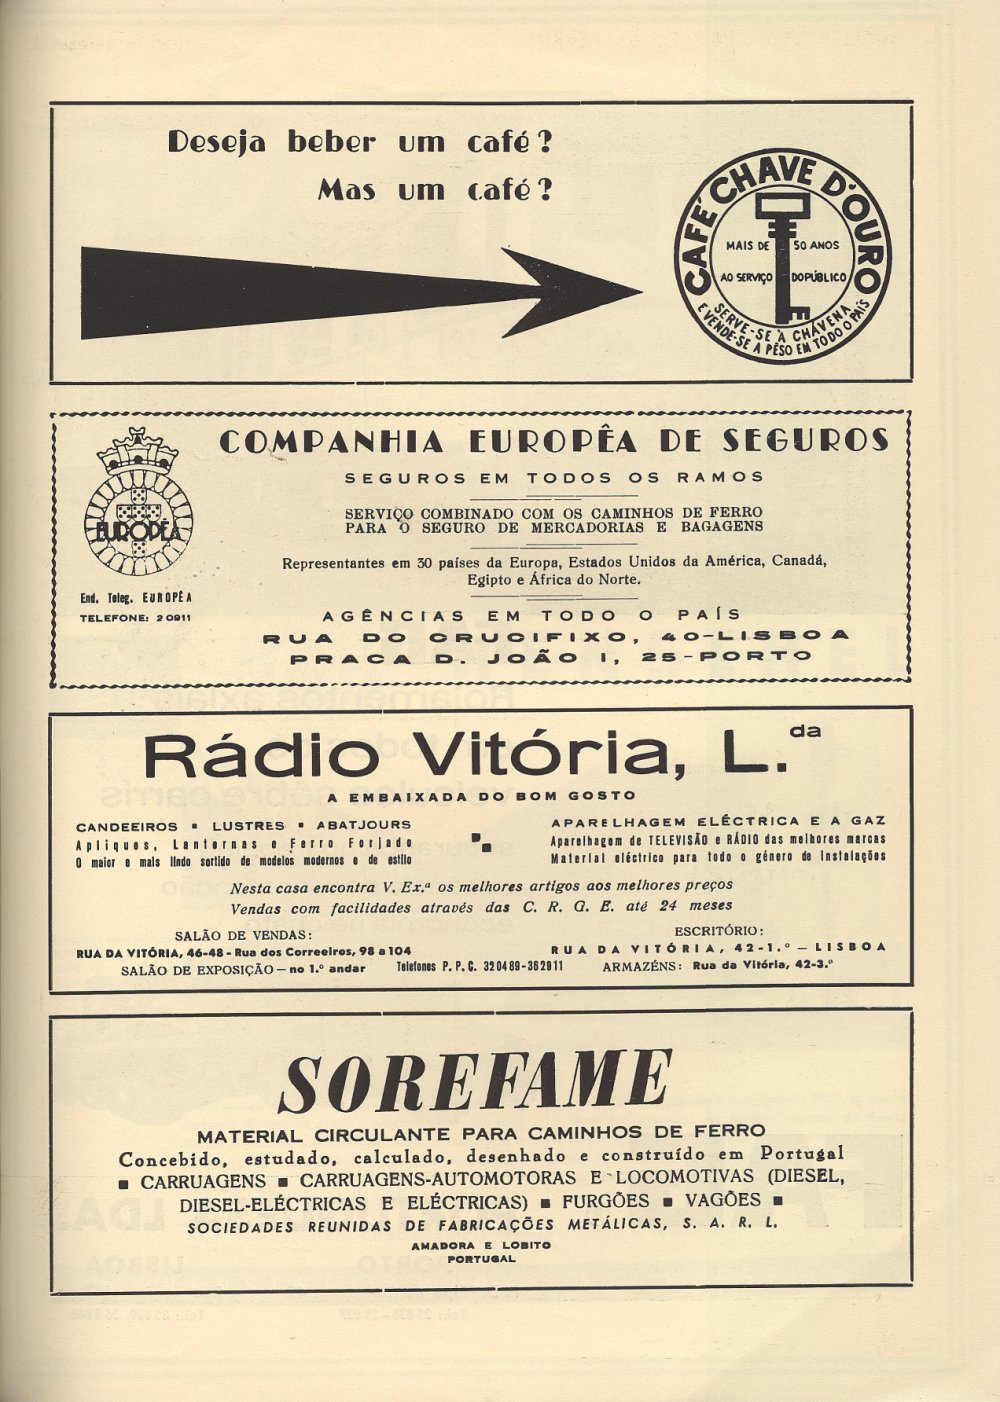 Deseja beber um café?
Mas um café?
CAFÉ CHAVE D'OURO
MAIS DE 50 ANOS
AO SERVIÇO DO PÚBLICO
SERVE-SE À CHÁVENA
E VENDE-SE A PÊSO EM TODO O PAÍS
COMPANHIA EUROPÊA DE SEGUROS
SEGUROS EM TODOS OS RAMOS
SERVIÇO COMBINADO COM OS CAMINHOS DE FERRO
PARA O SEGURO DE MERCADORIAS E BAGAGENS
Representantes em 30 países da Europa, Estados Unidos da América, Canadá,
Egipto e África do Norte.
EUROPÊA
End. Teleg. EUROPÊA
TELEFONE: 20911
AGÊNCIAS EM TODO O PAÍS
RUA DO CRUCIFIXO, 40-LISBOA
PRACA D. JOÃO I, 25-PORTO
Rádio Vitória, L.da
A EMBAIXADA DO BOM GOSTO
CANDEEIROS ▪ LUSTRES ▪ ABATJOURS
Apliques, Lanternas e Ferro Forjado
O maior e mais lindo sortido de modelos modernos e de estilo
APARELHAGEM ELÉCTRICA E A GAZ
Aparelhagem de TELEVISÃO e RÁDIO das melhores marcas
Material eléctrico para todo o género de Instalações
Nesta casa encontra V. Ex.ª os melhores artigos aos melhores preços
Vendas com facilidades através das C. R. G. E. até 24 meses
SALÃO DE VENDAS:
RUA DA VITÓRIA, 46-48 - Rua dos Correeiros, 98 a 104
SALÃO DE EXPOSIÇÃO — no 1.º andar
Telefones P. P. C. 320489-362911
ESCRITÓRIO:
RUA DA VITÓRIA, 42-1.º — LISBOA
ARMAZÉNS: Rua da Vitória, 42-3.º
SOREFAME
MATERIAL CIRCULANTE PARA CAMINHOS DE FERRO
Concebido, estudado, calculado, desenhado e construído em Portugal
▪ CARRUAGENS ▪ CARRUAGENS-AUTOMOTORAS E LOCOMOTIVAS (DIESEL,
DIESEL-ELÉCTRICAS E ELÉCTRICAS) ▪ FURGÕES ▪ VAGÕES ▪
SOCIEDADES REUNIDAS DE FABRICAÇÕES METÁLICAS, S. A. R. L.
AMADORA E LOBITO
PORTUGAL